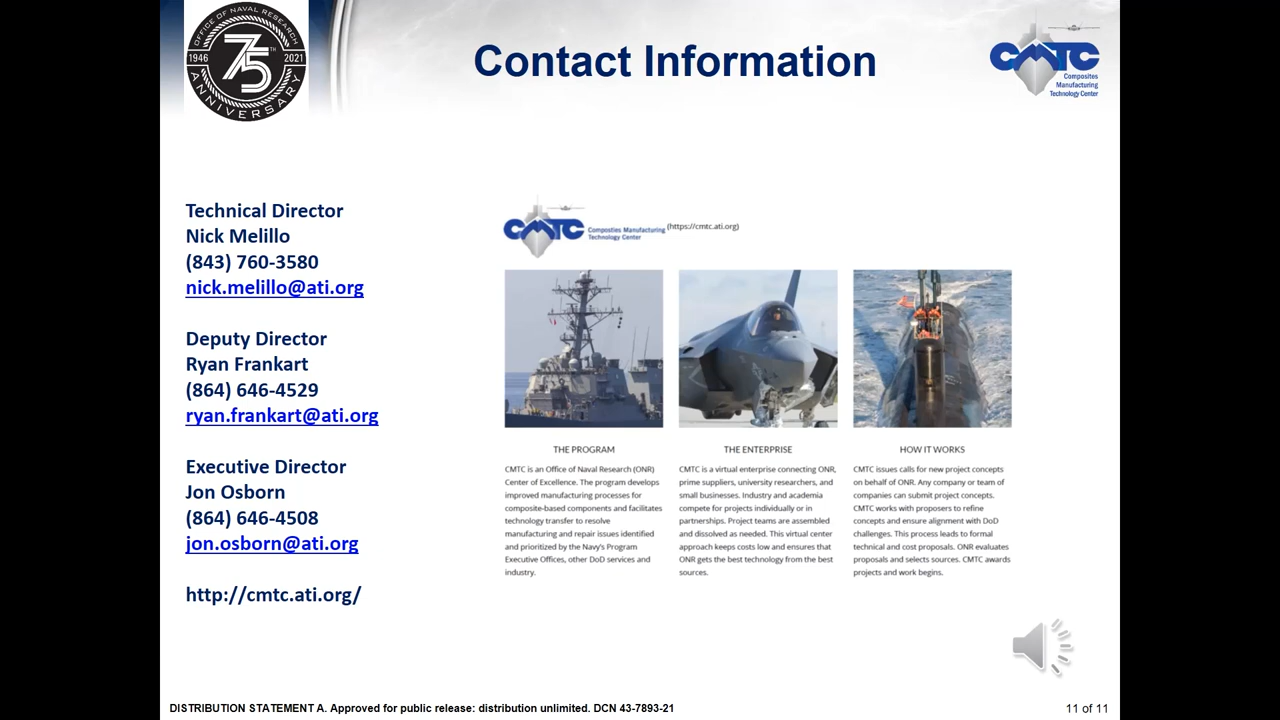 OFFICE OF NAVAL RESEARCH
1946
75TH
2021
ANNIVERSARY
Contact Information
CMTC
Composites
Manufacturing
Technology Center
Technical Director
Nick Melillo
(843) 760-3580
nick.melillo@ati.org
Deputy Director
Ryan Frankart
(864) 646-4529
ryan.frankart@ati.org
Executive Director
Jon Osborn
(864) 646-4508
jon.osborn@ati.org
http://cmtc.ati.org/
CMTC
Composties Manufacturing
Technology Center
(https://cmtc.ati.org)
THE PROGRAM
CMTC is an Office of Naval Research (ONR)
Center of Excellence. The program develops
improved manufacturing processes for
composite-based components and facilitates
technology transfer to resolve
manufacturing and repair issues identified
and prioritized by the Navy's Program
Executive Offices, other DoD services and
industry.
THE ENTERPRISE
CMTC is a virtual enterprise connecting ONR,
prime suppliers, university researchers, and
small businesses. Industry and academia
compete for projects individually or in
partnerships. Project teams are assembled
and dissolved as needed. This virtual center
approach keeps costs low and ensures that
ONR gets the best technology from the best
sources.
HOW IT WORKS
CMTC issues calls for new project concepts
on behalf of ONR. Any company or team of
companies can submit project concepts.
CMTC works with proposers to refine
concepts and ensure alignment with DoD
challenges. This process leads to formal
technical and cost proposals. ONR evaluates
proposals and selects sources. CMTC awards
projects and work begins.
DISTRIBUTION STATEMENT A. Approved for public release: distribution unlimited. DCN 43-7893-21
11 of 11